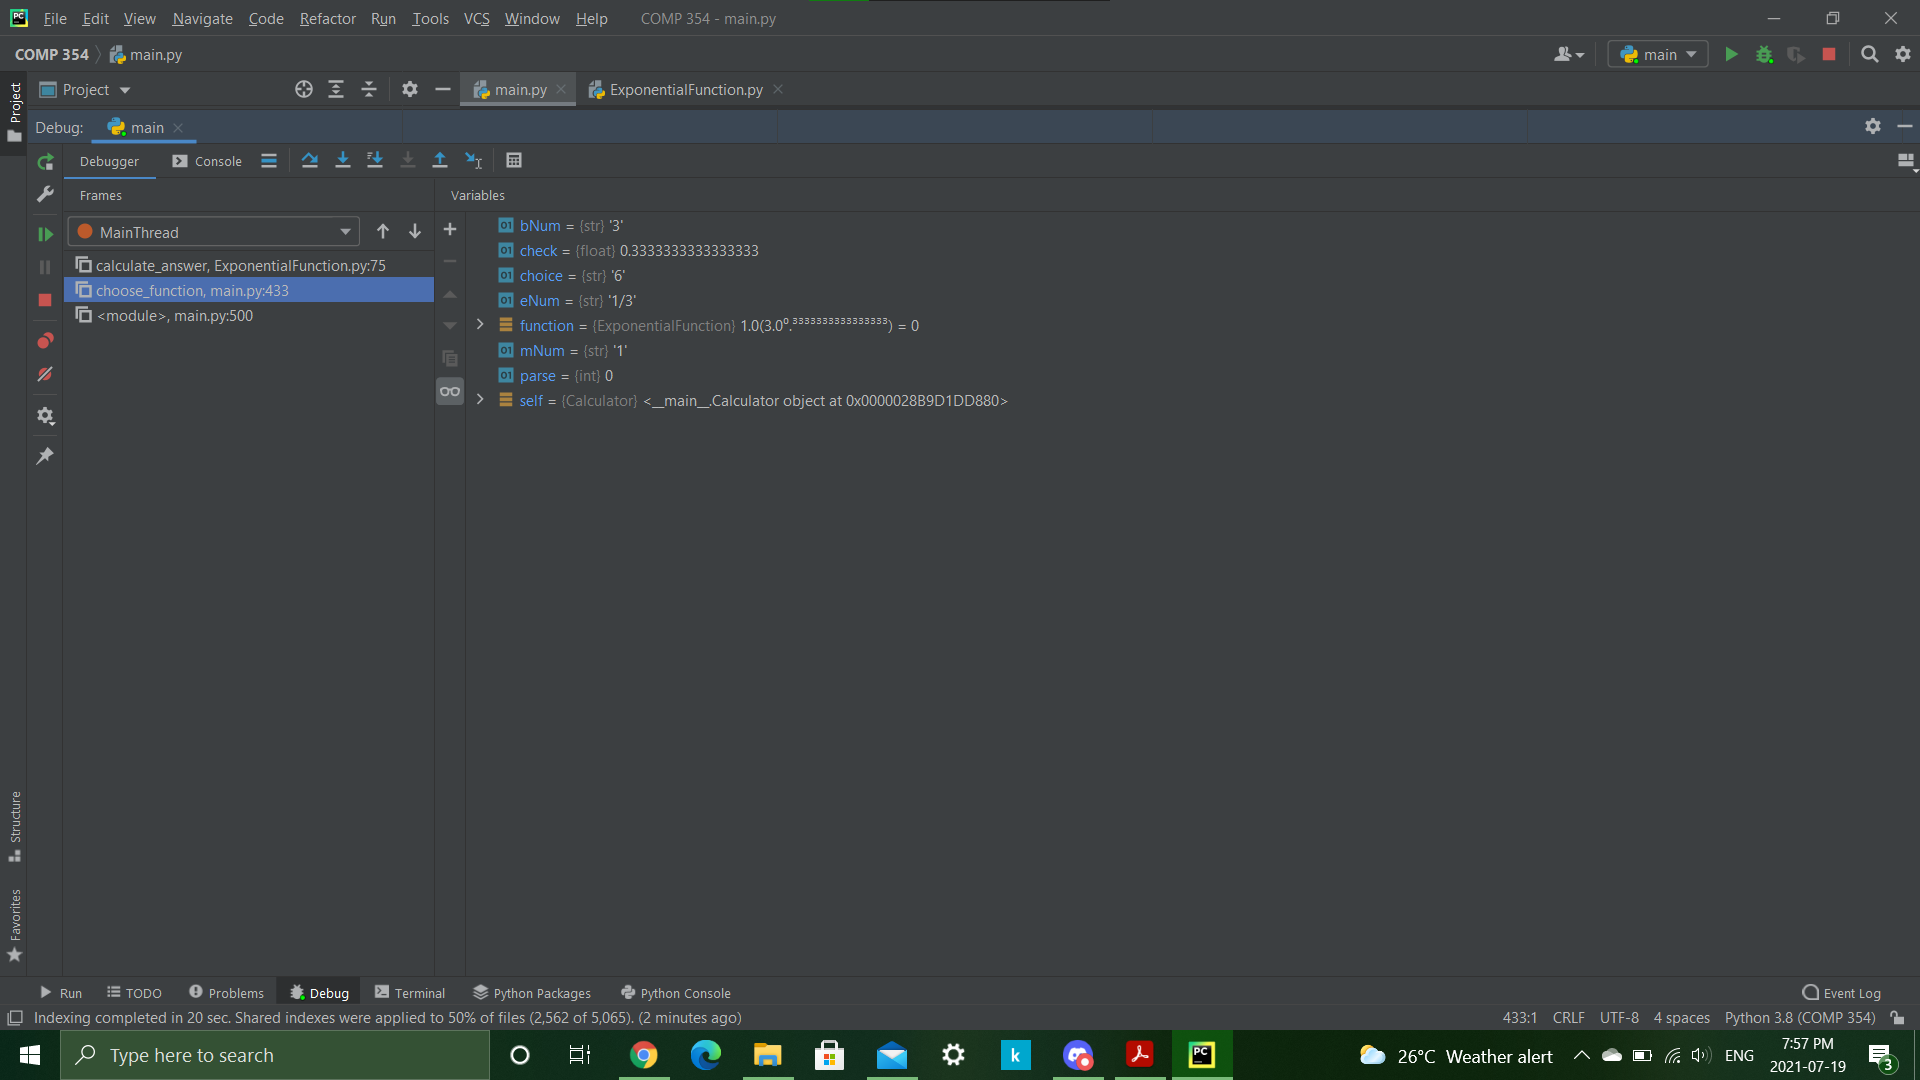 File Edit View Navigate Code Refactor Run Tools VCS Window Help COMP 354 - main.py
COMP 354 main.py
main
Project
Project
main.py
ExponentialFunction.py
Debug: main
Debugger
Console
Frames
Variables
MainThread
calculate_answer, ExponentialFunction.py:75
choose_function, main.py:433
<module>, main.py:500
bNum = {str} '3'
check = {float} 0.3333333333333333
choice = {str} '6'
eNum = {str} '1/3'
function = {ExponentialFunction} 1.0(3.0⁰·³³³³³³³³³³³³³³³³) = 0
mNum = {str} '1'
parse = {int} 0
self = {Calculator} <__main__.Calculator object at 0x0000028B9D1DD880>
Structure
Favorites
Run TODO Problems Debug Terminal Python Packages Python Console Event Log
Indexing completed in 20 sec. Shared indexes were applied to 50% of files (2,562 of 5,065). (2 minutes ago) 433:1 CRLF UTF-8 4 spaces Python 3.8 (COMP 354)
Type here to search
26°C Weather alert
ENG
7:57 PM
2021-07-19
3